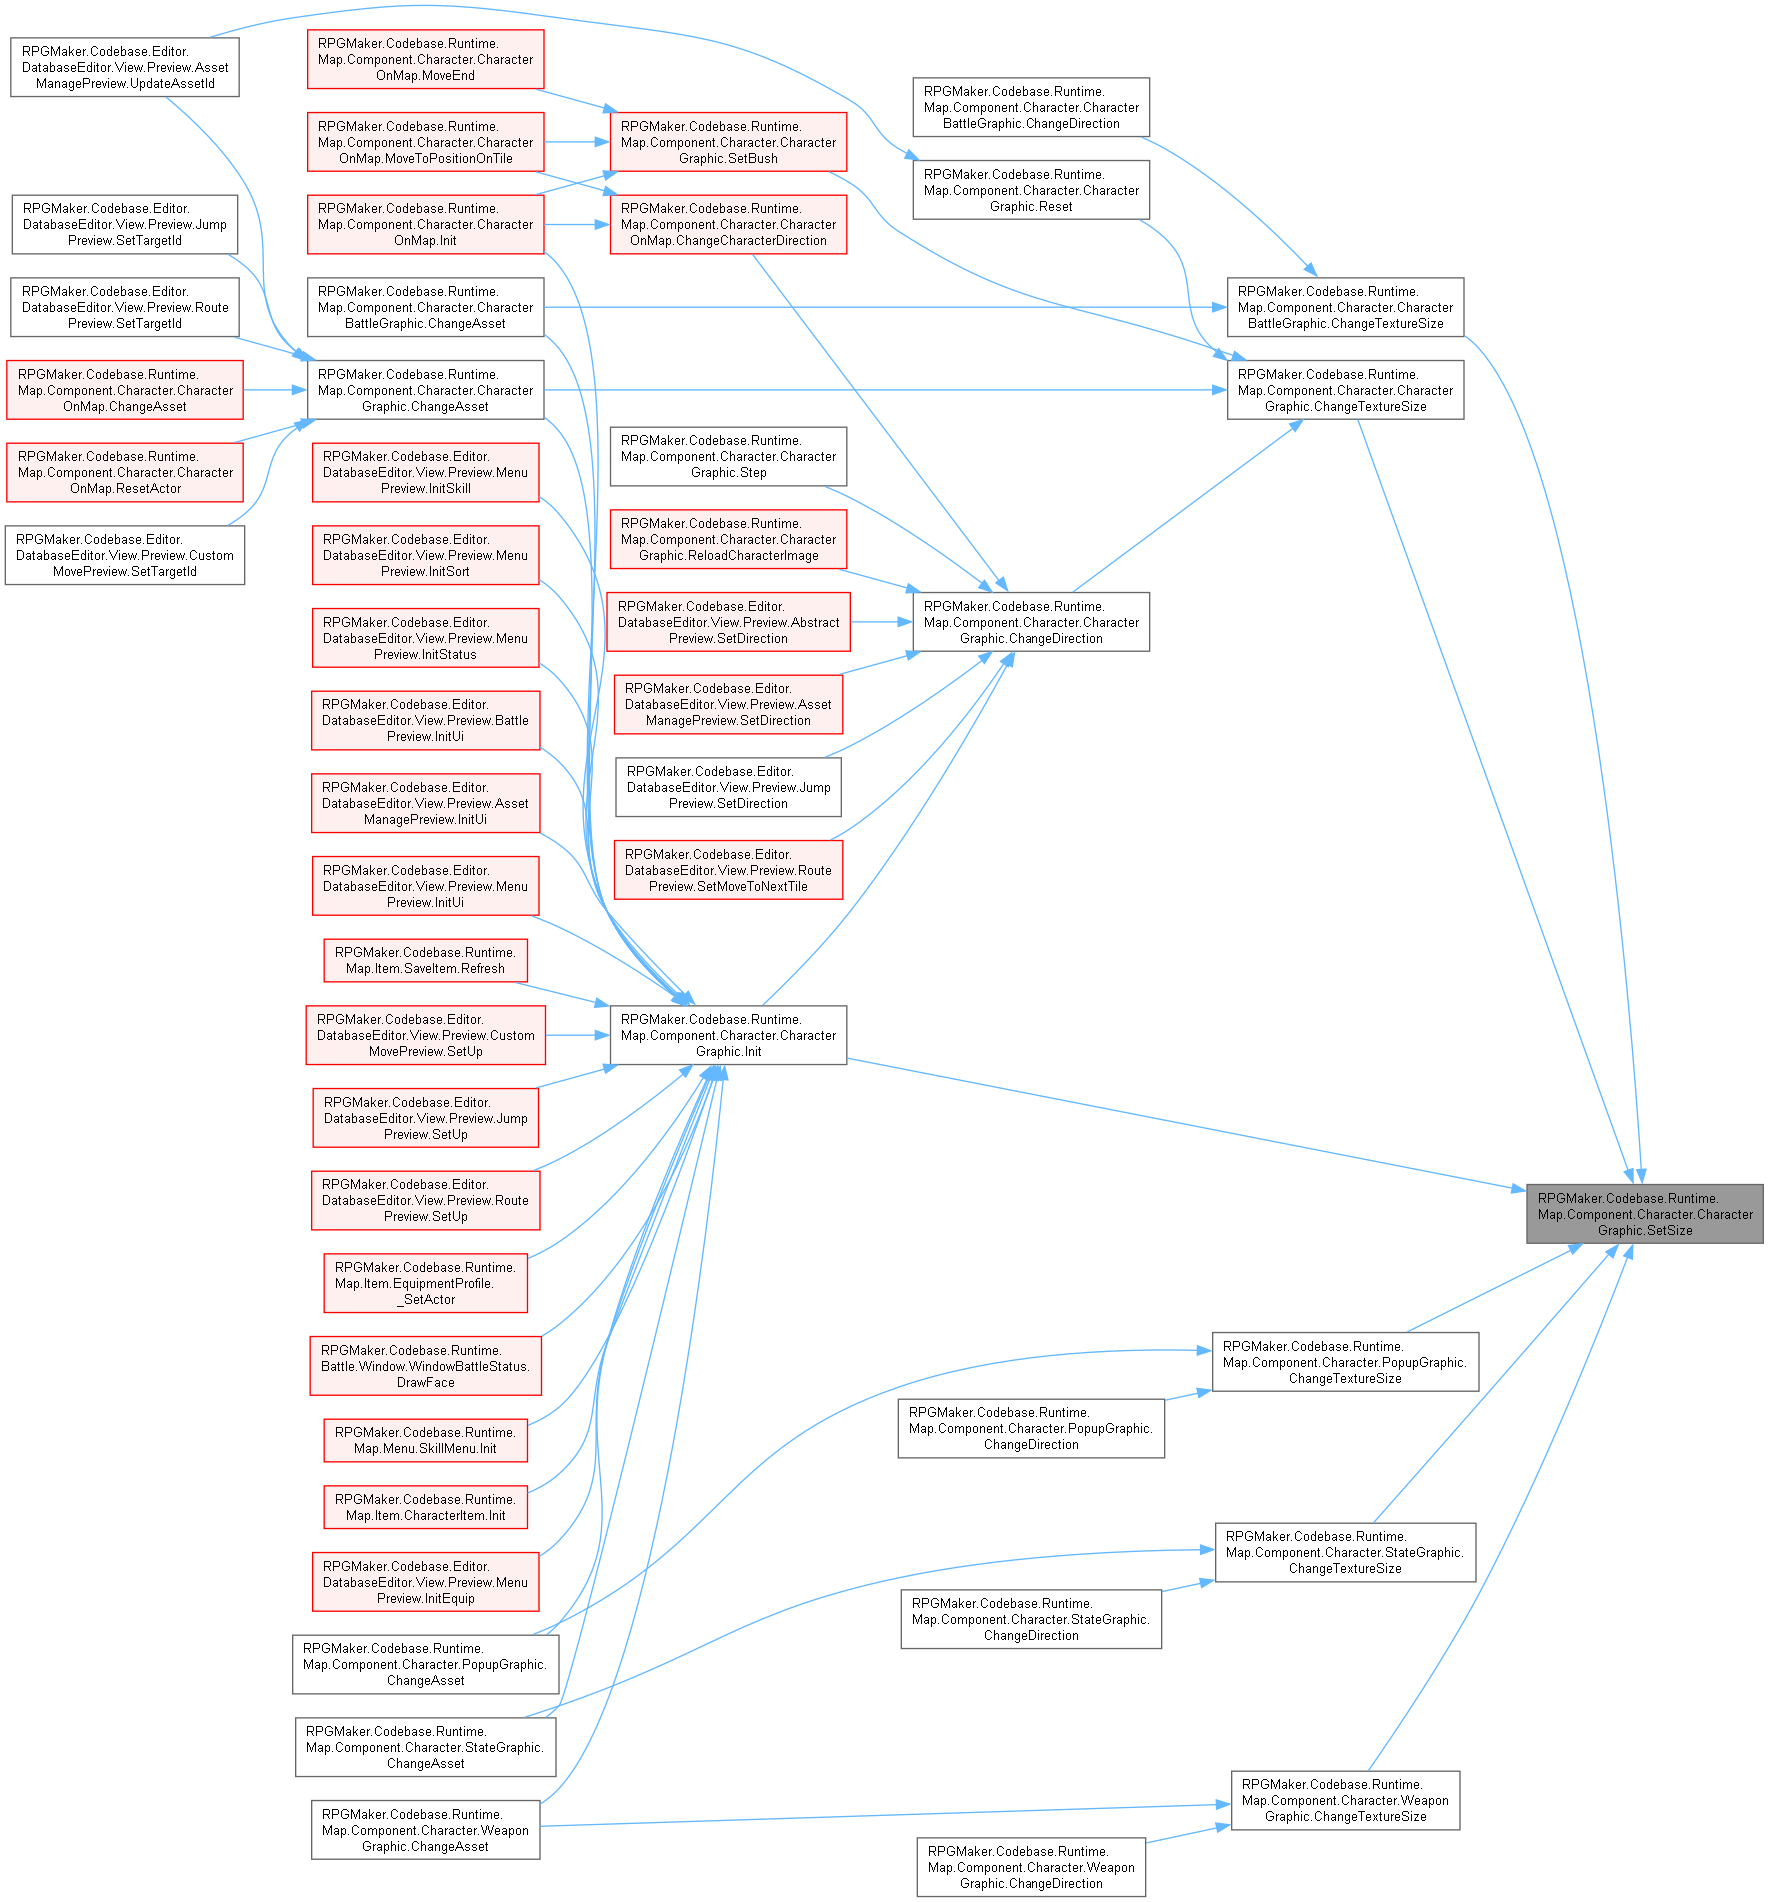 RPGMaker.Codebase.Editor.
DatabaseEditor.View.Preview.Asset
ManagePreview.UpdateAssetId
RPGMaker.Codebase.Editor.
DatabaseEditor.View.Preview.Jump
Preview.SetTargetId
RPGMaker.Codebase.Editor.
DatabaseEditor.View.Preview.Route
Preview.SetTargetId
RPGMaker.Codebase.Runtime.
Map.Component.Character.Character
OnMap.ChangeAsset
RPGMaker.Codebase.Runtime.
Map.Component.Character.Character
OnMap.ResetActor
RPGMaker.Codebase.Editor.
DatabaseEditor.View.Preview.Custom
MovePreview.SetTargetId
RPGMaker.Codebase.Runtime.
Map.Component.Character.Character
OnMap.MoveEnd
RPGMaker.Codebase.Runtime.
Map.Component.Character.Character
OnMap.MoveToPositionOnTile
RPGMaker.Codebase.Runtime.
Map.Component.Character.Character
OnMap.Init
RPGMaker.Codebase.Runtime.
Map.Component.Character.Character
BattleGraphic.ChangeAsset
RPGMaker.Codebase.Runtime.
Map.Component.Character.Character
Graphic.ChangeAsset
RPGMaker.Codebase.Editor.
DatabaseEditor.View.Preview.Menu
Preview.InitSkill
RPGMaker.Codebase.Editor.
DatabaseEditor.View.Preview.Menu
Preview.InitSort
RPGMaker.Codebase.Editor.
DatabaseEditor.View.Preview.Menu
Preview.InitStatus
RPGMaker.Codebase.Editor.
DatabaseEditor.View.Preview.Battle
Preview.InitUi
RPGMaker.Codebase.Editor.
DatabaseEditor.View.Preview.Asset
ManagePreview.InitUi
RPGMaker.Codebase.Editor.
DatabaseEditor.View.Preview.Menu
Preview.InitUi
RPGMaker.Codebase.Runtime.
Map.Item.SaveItem.Refresh
RPGMaker.Codebase.Editor.
DatabaseEditor.View.Preview.Custom
MovePreview.SetUp
RPGMaker.Codebase.Editor.
DatabaseEditor.View.Preview.Jump
Preview.SetUp
RPGMaker.Codebase.Editor.
DatabaseEditor.View.Preview.Route
Preview.SetUp
RPGMaker.Codebase.Runtime.
Map.Item.EquipmentProfile.
_SetActor
RPGMaker.Codebase.Runtime.
Battle.Window.WindowBattleStatus.
DrawFace
RPGMaker.Codebase.Runtime.
Map.Menu.SkillMenu.Init
RPGMaker.Codebase.Runtime.
Map.Item.CharacterItem.Init
RPGMaker.Codebase.Editor.
DatabaseEditor.View.Preview.Menu
Preview.InitEquip
RPGMaker.Codebase.Runtime.
Map.Component.Character.PopupGraphic.
ChangeAsset
RPGMaker.Codebase.Runtime.
Map.Component.Character.StateGraphic.
ChangeAsset
RPGMaker.Codebase.Runtime.
Map.Component.Character.Weapon
Graphic.ChangeAsset
RPGMaker.Codebase.Runtime.
Map.Component.Character.Character
Graphic.SetBush
RPGMaker.Codebase.Runtime.
Map.Component.Character.Character
OnMap.ChangeCharacterDirection
RPGMaker.Codebase.Runtime.
Map.Component.Character.Character
Graphic.Step
RPGMaker.Codebase.Runtime.
Map.Component.Character.Character
Graphic.ReloadCharacterImage
RPGMaker.Codebase.Editor.
DatabaseEditor.View.Preview.Abstract
Preview.SetDirection
RPGMaker.Codebase.Editor.
DatabaseEditor.View.Preview.Asset
ManagePreview.SetDirection
RPGMaker.Codebase.Editor.
DatabaseEditor.View.Preview.Jump
Preview.SetDirection
RPGMaker.Codebase.Editor.
DatabaseEditor.View.Preview.Route
Preview.SetMoveToNextTile
RPGMaker.Codebase.Runtime.
Map.Component.Character.Character
Graphic.Init
RPGMaker.Codebase.Runtime.
Map.Component.Character.Character
BattleGraphic.ChangeDirection
RPGMaker.Codebase.Runtime.
Map.Component.Character.Character
Graphic.Reset
RPGMaker.Codebase.Runtime.
Map.Component.Character.Character
Graphic.ChangeDirection
RPGMaker.Codebase.Runtime.
Map.Component.Character.PopupGraphic.
ChangeDirection
RPGMaker.Codebase.Runtime.
Map.Component.Character.StateGraphic.
ChangeDirection
RPGMaker.Codebase.Runtime.
Map.Component.Character.Weapon
Graphic.ChangeDirection
RPGMaker.Codebase.Runtime.
Map.Component.Character.Character
BattleGraphic.ChangeTextureSize
RPGMaker.Codebase.Runtime.
Map.Component.Character.Character
Graphic.ChangeTextureSize
RPGMaker.Codebase.Runtime.
Map.Component.Character.PopupGraphic.
ChangeTextureSize
RPGMaker.Codebase.Runtime.
Map.Component.Character.StateGraphic.
ChangeTextureSize
RPGMaker.Codebase.Runtime.
Map.Component.Character.Weapon
Graphic.ChangeTextureSize
RPGMaker.Codebase.Runtime.
Map.Component.Character.Character
Graphic.SetSize